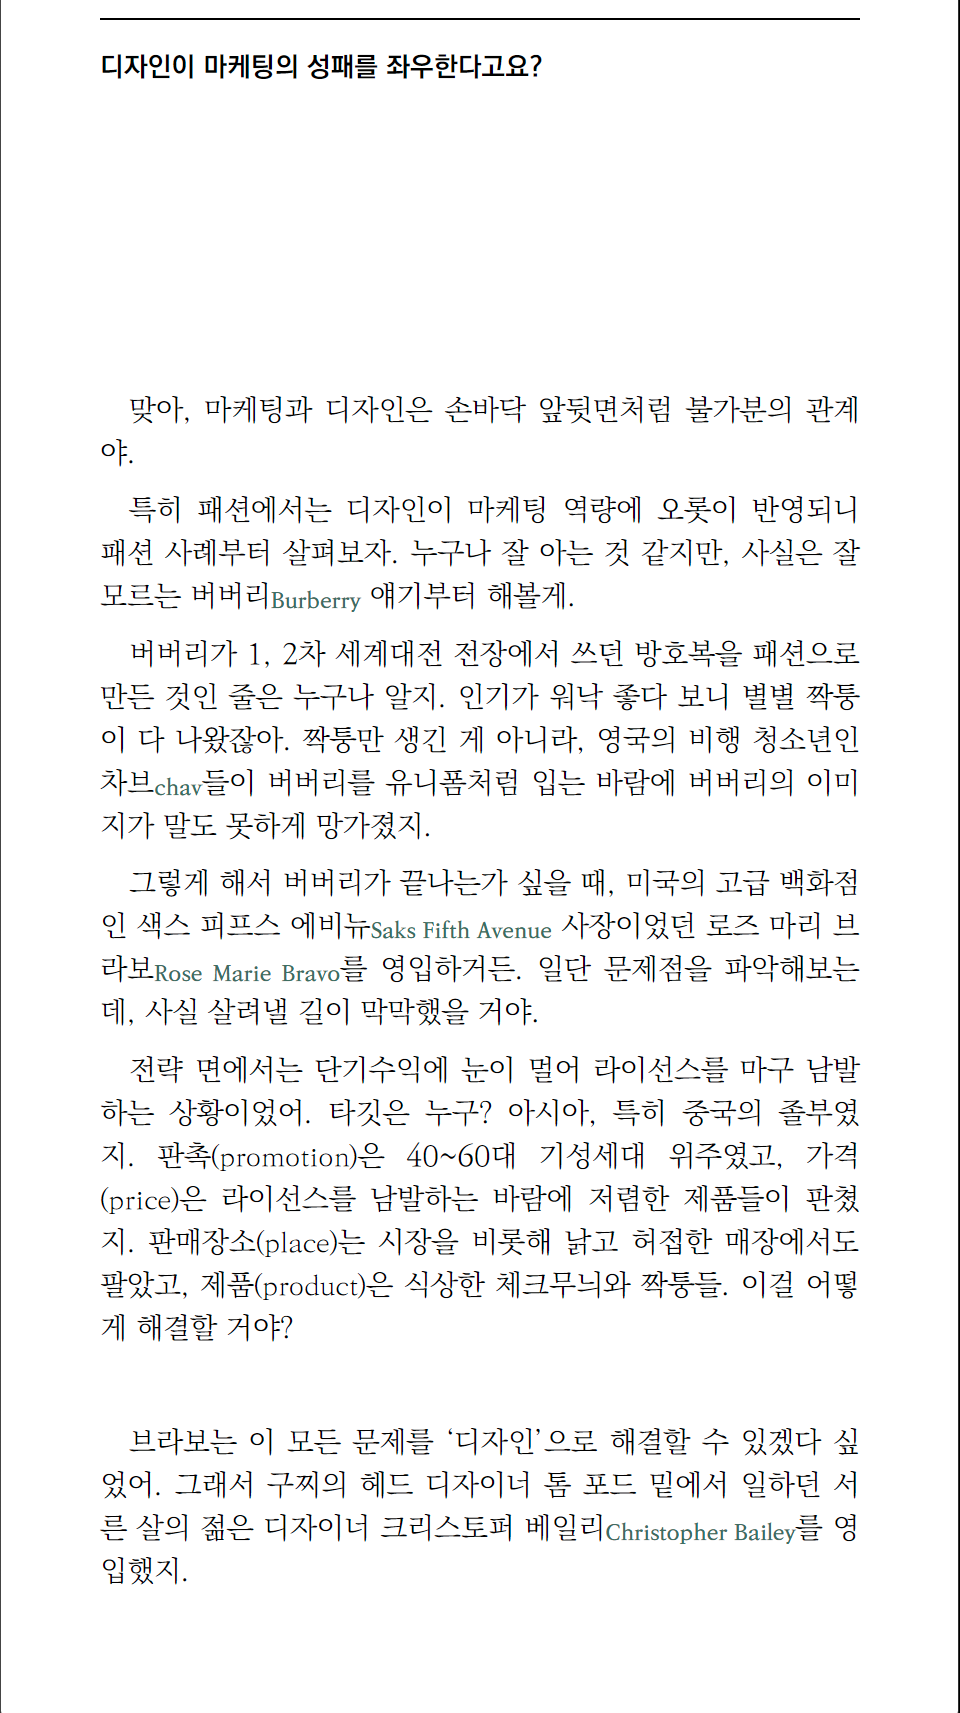 디자인이 마케팅의 성패를 좌우한다고요?
맞아, 마케팅과 디자인은 손바닥 앞뒷면처럼 불가분의 관계
야.
특히 패션에서는 디자인이 마케팅 역량에 오롯이 반영되니
패션 사례부터 살펴보자. 누구나 잘 아는 것 같지만, 사실은 잘
모르는 버버리Burberry 얘기부터 해볼게.
버버리가 1, 2차 세계대전 전장에서 쓰던 방호복을 패션으로
만든 것인 줄은 누구나 알지. 인기가 워낙 좋다 보니 별별 짝퉁
이 다 나왔잖아. 짝퉁만 생긴 게 아니라, 영국의 비행 청소년인
차브chav들이 버버리를 유니폼처럼 입는 바람에 버버리의 이미
지가 말도 못하게 망가졌지.
그렇게 해서 버버리가 끝나는가 싶을 때, 미국의 고급 백화점
인 색스 피프스 에비뉴Saks Fifth Avenue 사장이었던 로즈 마리 브
라보Rose Marie Bravo를 영입하거든. 일단 문제점을 파악해보는
데, 사실 살려낼 길이 막막했을 거야.
전략 면에서는 단기수익에 눈이 멀어 라이선스를 마구 남발
하는 상황이었어. 타깃은 누구? 아시아, 특히 중국의 졸부였
지. 판촉(promotion)은 40~60대 기성세대 위주였고, 가격
(price)은 라이선스를 남발하는 바람에 저렴한 제품들이 판쳤
지. 판매장소(place)는 시장을 비롯해 낡고 허접한 매장에서도
팔았고, 제품(product)은 식상한 체크무늬와 짝퉁들. 이걸 어떻
게 해결할 거야?
브라보는 이 모든 문제를 ‘디자인’으로 해결할 수 있겠다 싶
었어. 그래서 구찌의 헤드 디자이너 톰 포드 밑에서 일하던 서
른 살의 젊은 디자이너 크리스토퍼 베일리Christopher Bailey를 영
입했지.